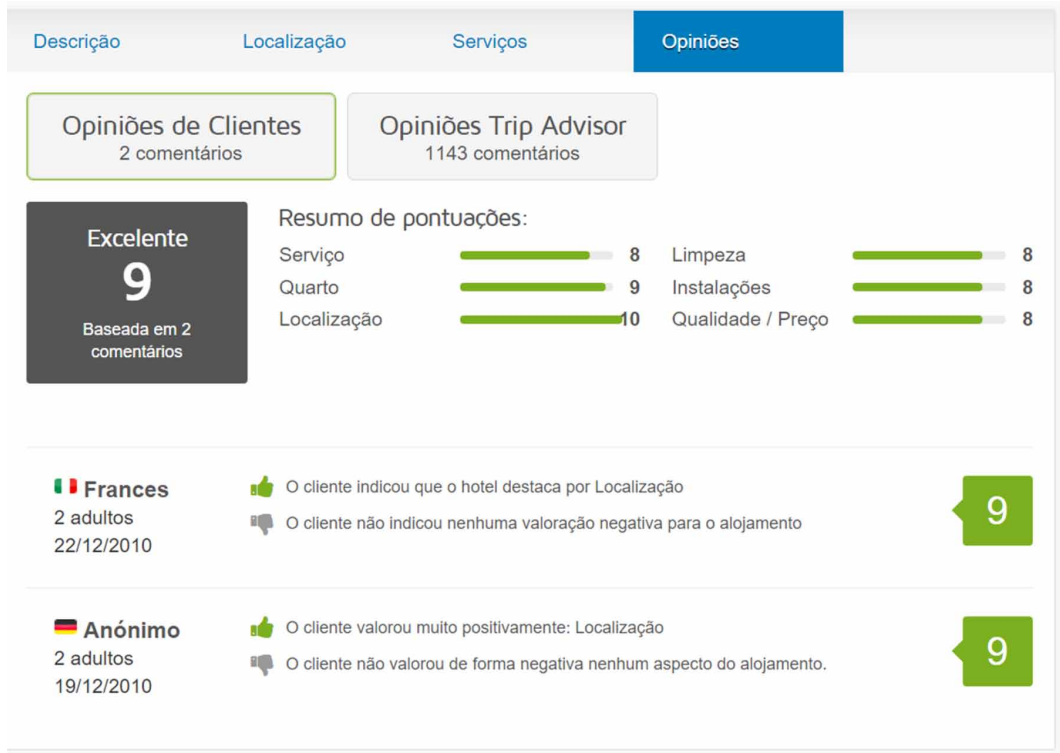 Descrição Localização Serviços Opiniões
Opiniões de Clientes
2 comentários
Opiniões Trip Advisor
1143 comentários
Excelente
9
Baseada em 2
comentários
Resumo de pontuações:
Serviço 8 Limpeza 8
Quarto 9 Instalações 8
Localização 10 Qualidade / Preço 8
Frances
2 adultos
22/12/2010
O cliente indicou que o hotel destaca por Localização
O cliente não indicou nenhuma valoração negativa para o alojamento
9
Anónimo
2 adultos
19/12/2010
O cliente valorou muito positivamente: Localização
O cliente não valorou de forma negativa nenhum aspecto do alojamento.
9